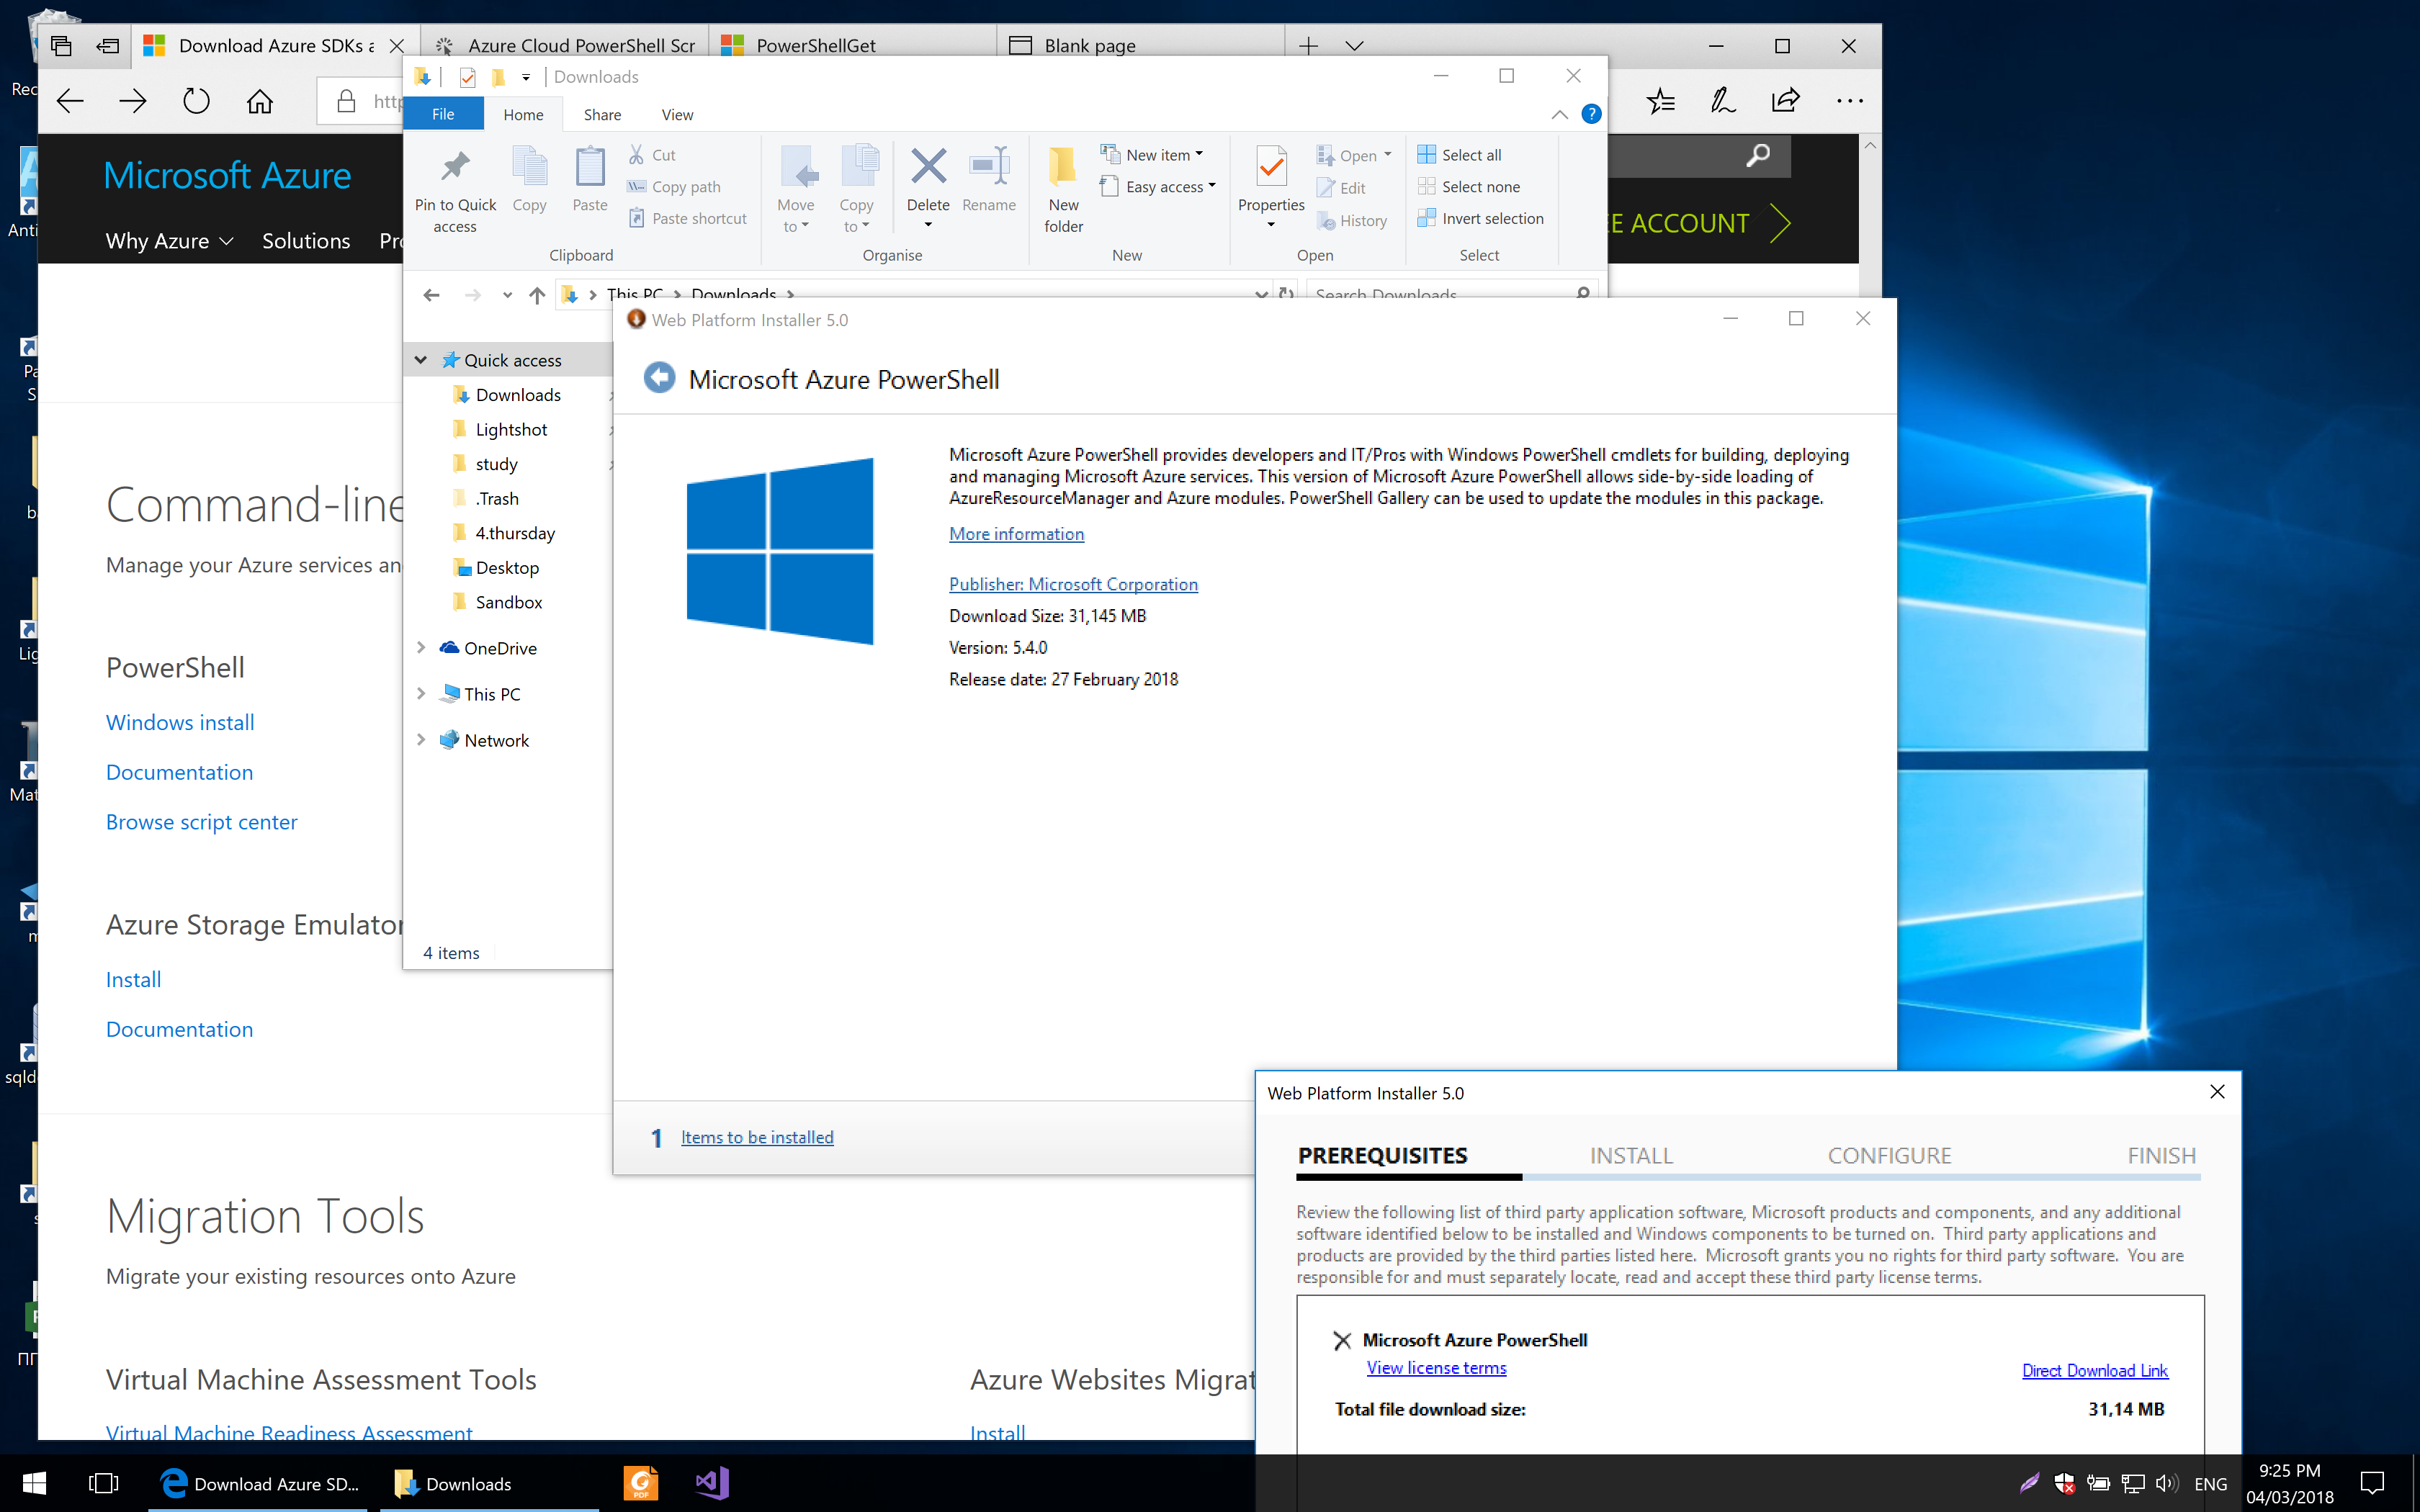 Download Azure SDKs a
Azure Cloud PowerShell Scr
PowerShellGet
Blank page
Downloads
File
Home
Share
View
Pin to Quick access
Copy
Paste
Cut
Copy path
Paste shortcut
Clipboard
Move to
Copy to
Delete
Rename
Organise
New folder
New item
Easy access
New
Properties
Open
Edit
History
Open
Select all
Select none
Invert selection
Select
This PC
Downloads
Search Downloads
Quick access
Downloads
Lightshot
study
.Trash
4.thursday
Desktop
Sandbox
OneDrive
This PC
Network
4 items
Microsoft Azure
Why Azure
Solutions
E ACCOUNT
Command-line
Manage your Azure services an
PowerShell
Windows install
Documentation
Browse script center
Azure Storage Emulator
Install
Documentation
Migration Tools
Migrate your existing resources onto Azure
Virtual Machine Assessment Tools
Virtual Machine Readiness Assessment
Azure Websites Migrat
Install
Web Platform Installer 5.0
Microsoft Azure PowerShell
Microsoft Azure PowerShell provides developers and IT/Pros with Windows PowerShell cmdlets for building, deploying
and managing Microsoft Azure services. This version of Microsoft Azure PowerShell allows side-by-side loading of
AzureResourceManager and Azure modules. PowerShell Gallery can be used to update the modules in this package.
More information
Publisher: Microsoft Corporation
Download Size: 31,145 MB
Version: 5.4.0
Release date: 27 February 2018
1 Items to be installed
Web Platform Installer 5.0
PREREQUISITES
INSTALL
CONFIGURE
FINISH
Review the following list of third party application software, Microsoft products and components, and any additional
software identified below to be installed and Windows components to be turned on. Third party applications and
products are provided by the third parties listed here. Microsoft grants you no rights for third party software. You are
responsible for and must separately locate, read and accept these third party license terms.
Microsoft Azure PowerShell
View license terms
Direct Download Link
Total file download size:
31,14 MB
Download Azure SD...
Downloads
PDF
ENG
9:25 PM
04/03/2018